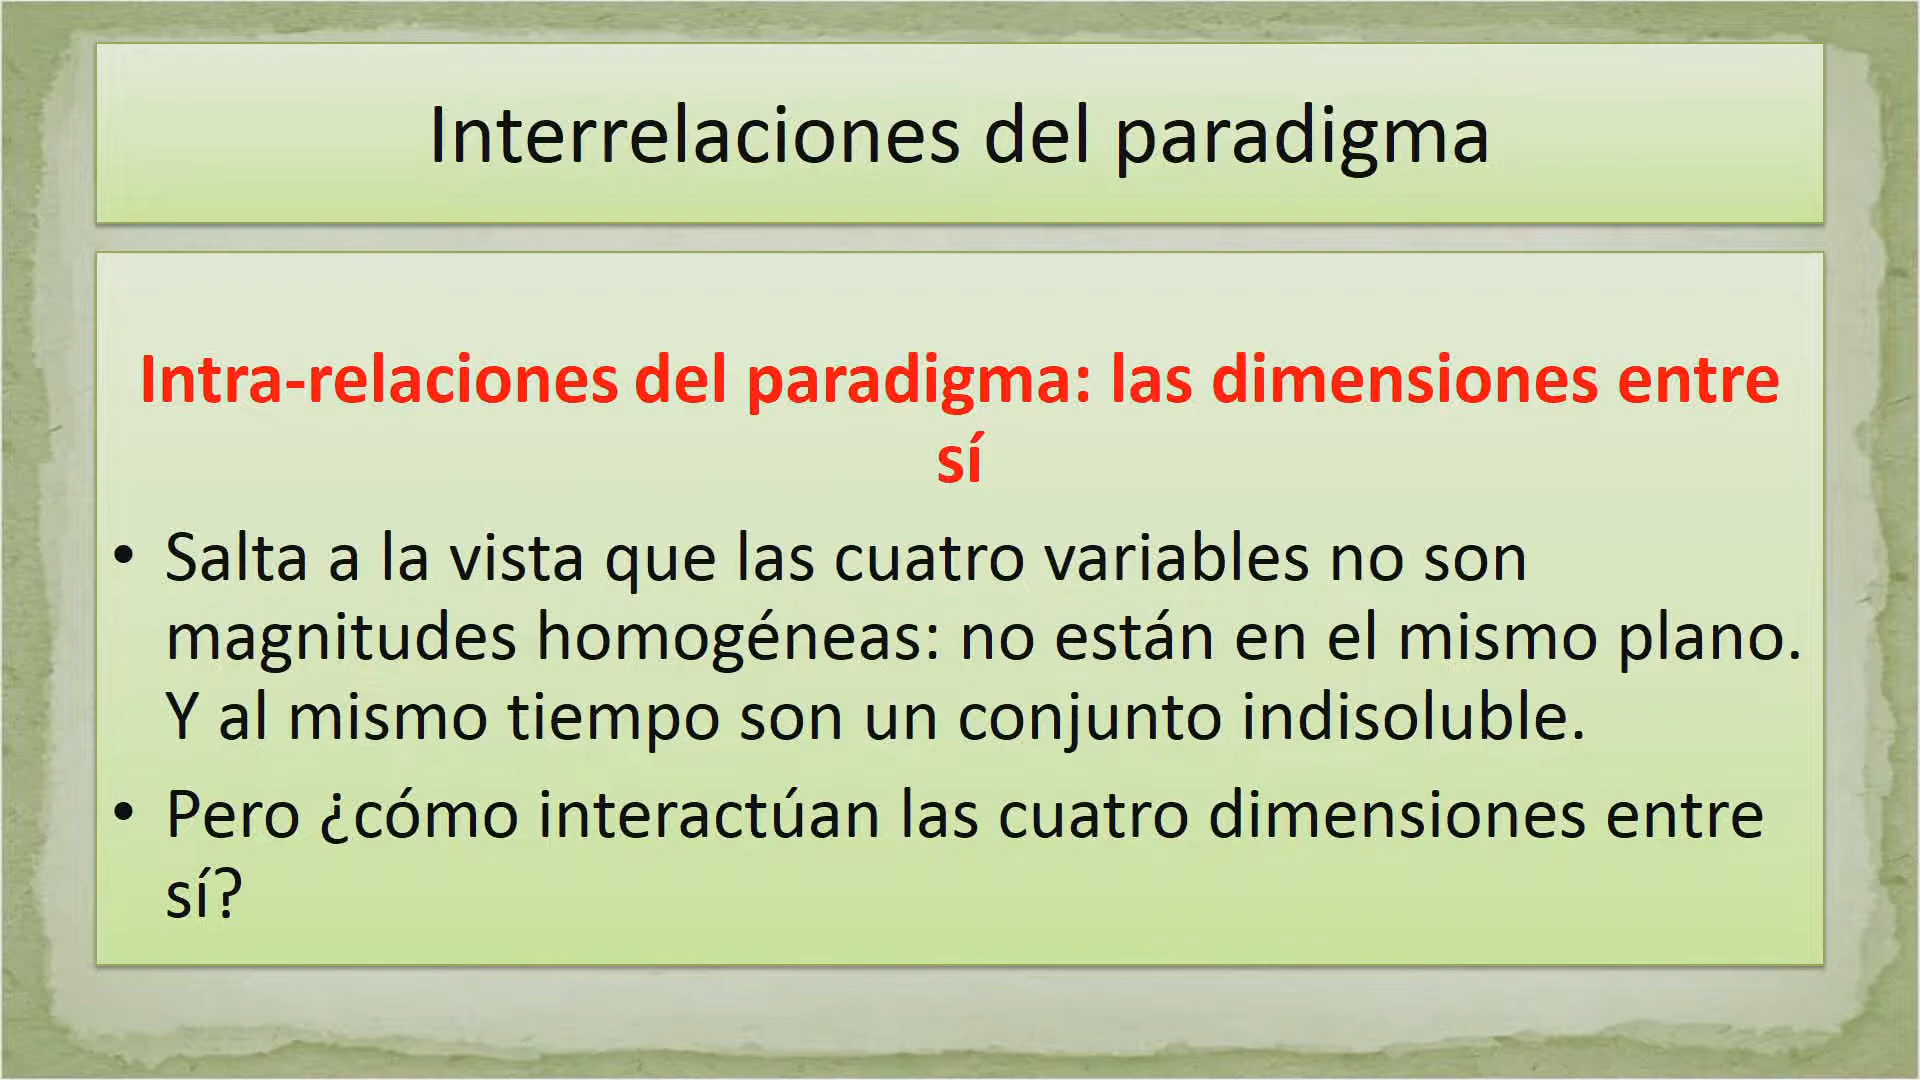 Interrelaciones del paradigma
Intra-relaciones del paradigma: las dimensiones entre
sí
• Salta a la vista que las cuatro variables no son
magnitudes homogéneas: no están en el mismo plano.
Y al mismo tiempo son un conjunto indisoluble.
• Pero ¿cómo interactúan las cuatro dimensiones entre
sí?